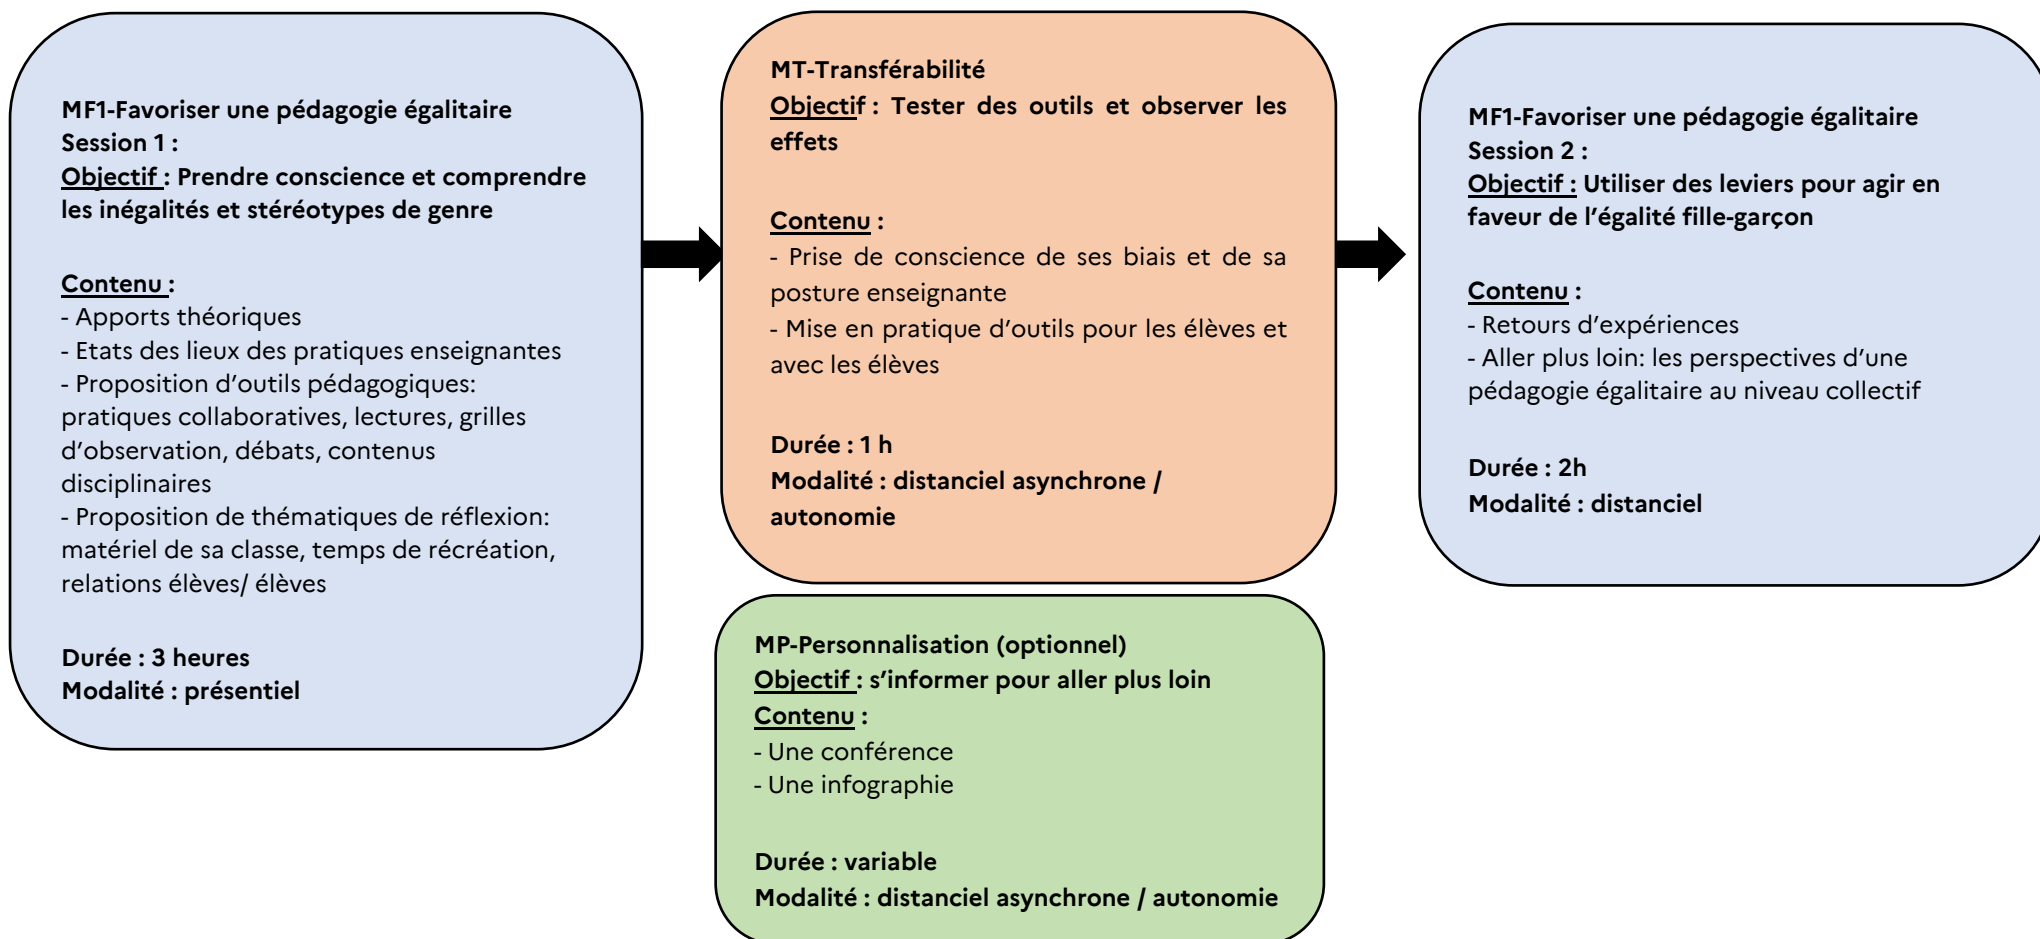 MF1-Favoriser une pédagogie égalitaire
Session 1 :
Objectif : Prendre conscience et comprendre
les inégalités et stéréotypes de genre
Contenu :
- Apports théoriques
- Etats des lieux des pratiques enseignantes
- Proposition d’outils pédagogiques:
pratiques collaboratives, lectures, grilles
d’observation, débats, contenus
disciplinaires
- Proposition de thématiques de réflexion:
matériel de sa classe, temps de récréation,
relations élèves/ élèves
Durée : 3 heures
Modalité : présentiel
MT-Transférabilité
Objectif : Tester des outils et observer les
effets
Contenu :
- Prise de conscience de ses biais et de sa
posture enseignante
- Mise en pratique d’outils pour les élèves et
avec les élèves
Durée : 1 h
Modalité : distanciel asynchrone /
autonomie
MP-Personnalisation (optionnel)
Objectif : s’informer pour aller plus loin
Contenu :
- Une conférence
- Une infographie
Durée : variable
Modalité : distanciel asynchrone / autonomie
MF1-Favoriser une pédagogie égalitaire
Session 2 :
Objectif : Utiliser des leviers pour agir en
faveur de l’égalité fille-garçon
Contenu :
- Retours d’expériences
- Aller plus loin: les perspectives d’une
pédagogie égalitaire au niveau collectif
Durée : 2h
Modalité : distanciel